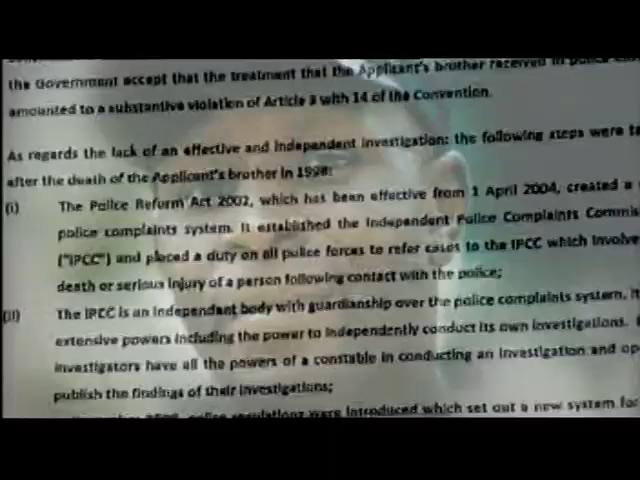 the Government accept that the treatment that the Applicant's brother received in police
amounted to a substantive violation of Article 3 with 14 of the Convention.
As regards the lack of an effective and independent investigation: the following steps were
after the death of the Applicant's brother in 1998:
(i) The Police Reform Act 2002, which has been effective from 1 April 2004, created a
police complaints system. It established the Independent Police Complaints Commis
("IPCC") and placed a duty on all police forces to refer cases to the IPCC which involve
death or serious injury of a person following contact with the police;
(ii) The IPCC is an independent body with guardianship over the police complaints system. It
extensive powers including the power to independently conduct its own investigations.
investigators have all the powers of a constable in conducting an investigation and
publish the findings of their investigations;
police regulations were introduced which set out a new system for